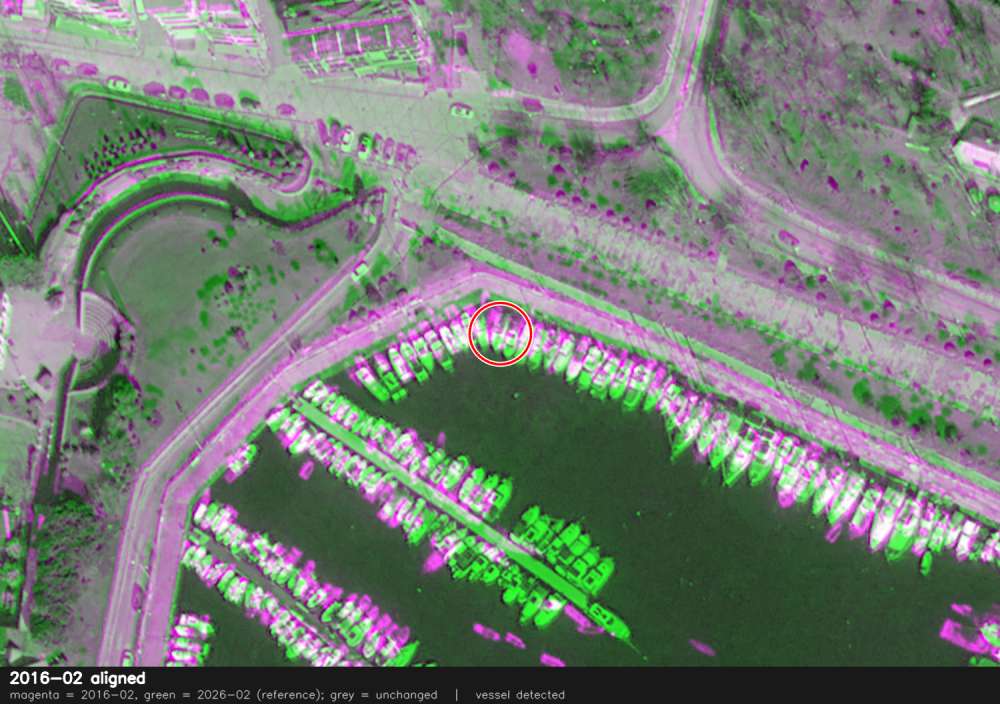 2016-02 aligned
magenta = 2016-02, green = 2026-02 (reference); grey = unchanged | vessel detected